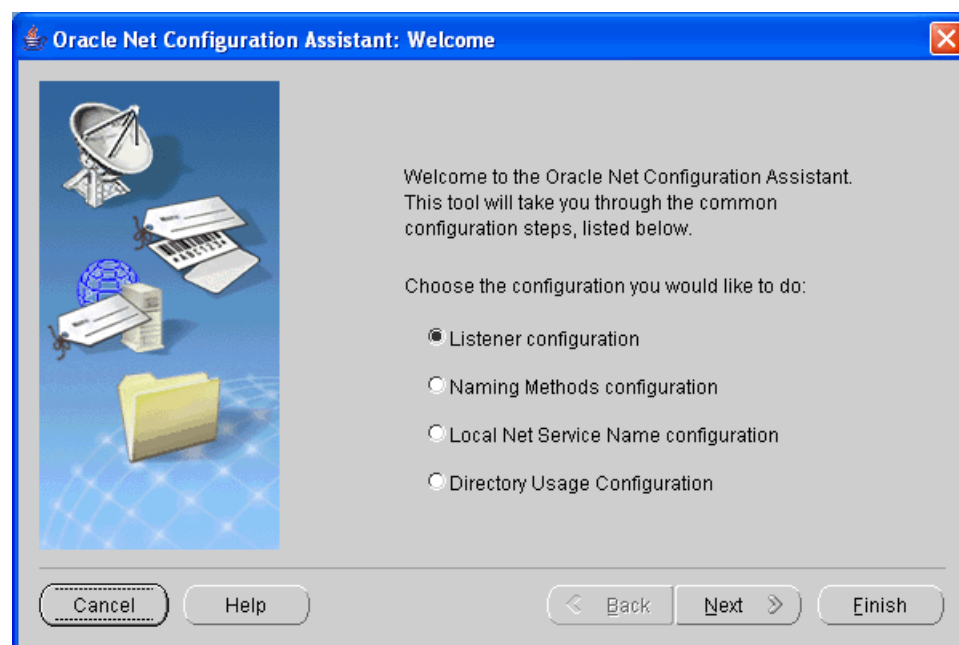 Oracle Net Configuration Assistant: Welcome
Welcome to the Oracle Net Configuration Assistant.
This tool will take you through the common
configuration steps, listed below.
Choose the configuration you would like to do:
Listener configuration
Naming Methods configuration
Local Net Service Name configuration
Directory Usage Configuration
Cancel
Help
Back
Next
Finish